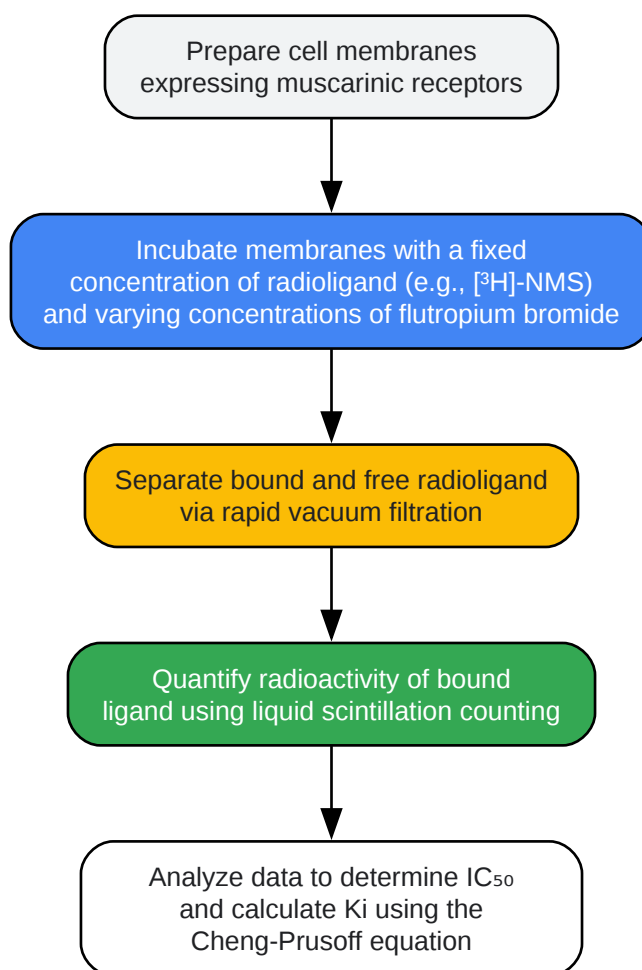 Prepare cell membranes
expressing muscarinic receptors
Incubate membranes with a fixed
concentration of radioligand (e.g., [³H]-NMS)
and varying concentrations of flutropium bromide
Separate bound and free radioligand
via rapid vacuum filtration
Quantify radioactivity of bound
ligand using liquid scintillation counting
Analyze data to determine IC₅₀
and calculate Ki using the
Cheng-Prusoff equation